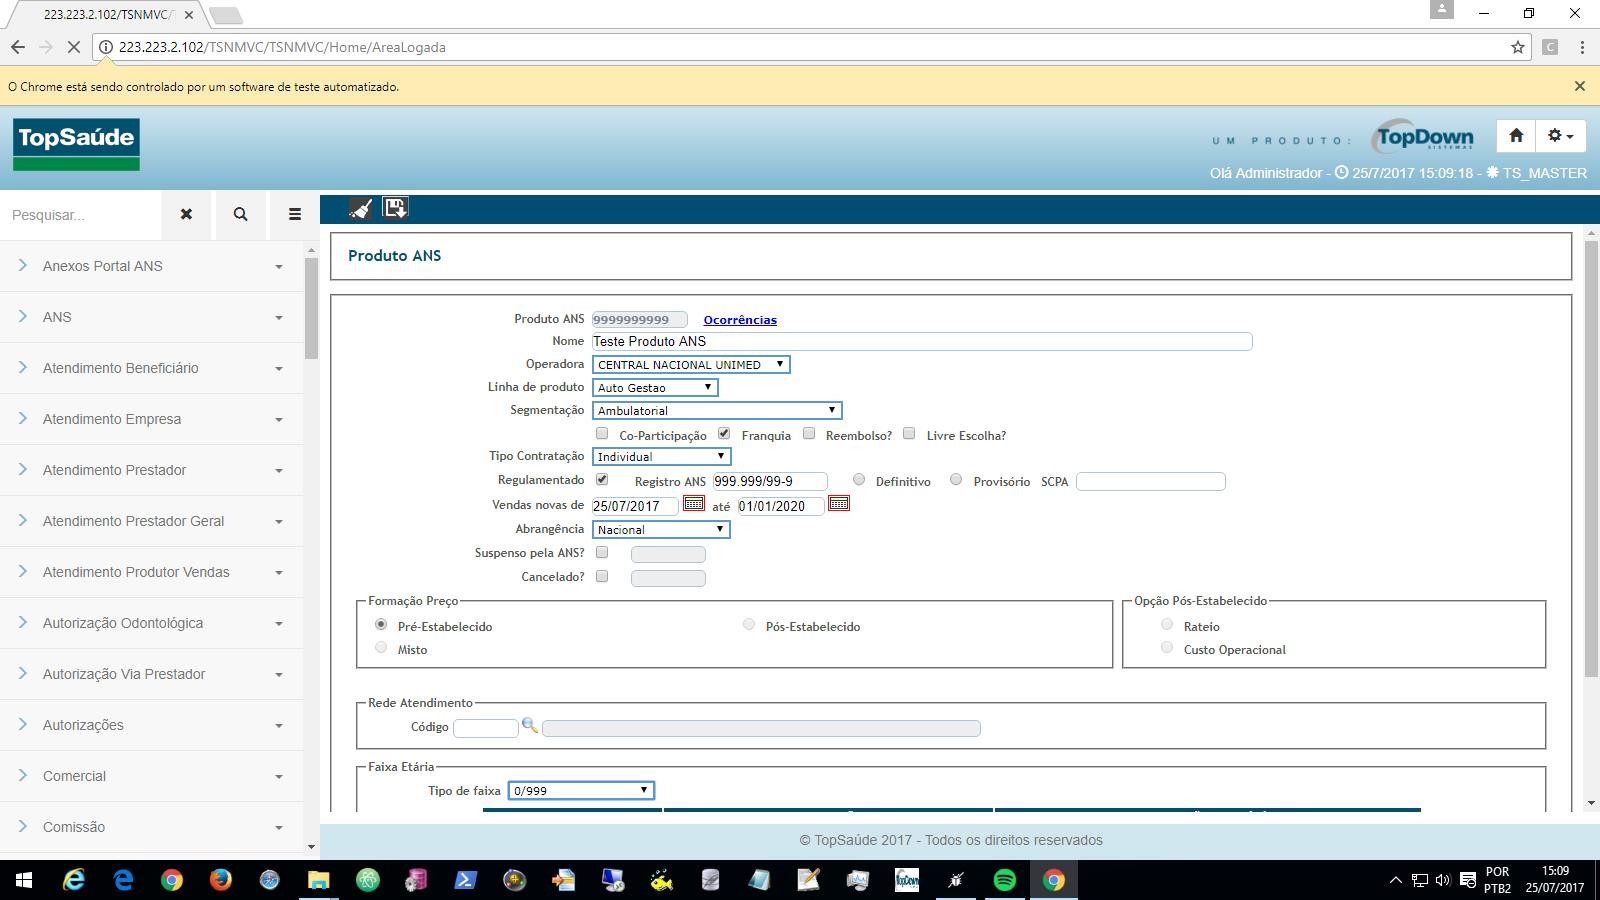 223.223.2.102/TSNMVC/T
223.223.2.102/TSNMVC/TSNMVC/Home/AreaLogada
C
O Chrome está sendo controlado por um software de teste automatizado.
TopSaúde
UM PRODUTO:
TopDown
SISTEMAS
Olá Administrador - 25/7/2017 15:09:18 - TS_MASTER
Pesquisar...
Anexos Portal ANS
ANS
Atendimento Beneficiário
Atendimento Empresa
Atendimento Prestador
Atendimento Prestador Geral
Atendimento Produtor Vendas
Autorização Odontológica
Autorização Via Prestador
Autorizações
Comercial
Comissão
Produto ANS
Produto ANS 9999999999 Ocorrências
Nome Teste Produto ANS
Operadora CENTRAL NACIONAL UNIMED
Linha de produto Auto Gestao
Segmentação Ambulatorial
Co-Participação Franquia Reembolso? Livre Escolha?
Tipo Contratação Individual
Regulamentado Registro ANS 999.999/99-9 Definitivo Provisório SCPA
Vendas novas de 25/07/2017 até 01/01/2020
Abrangência Nacional
Suspenso pela ANS?
Cancelado?
Formação Preço
Pré-Estabelecido Pós-Estabelecido
Misto
Opção Pós-Estabelecido
Rateio
Custo Operacional
Rede Atendimento
Código
Faixa Etária
Tipo de faixa 0/999
© TopSaúde 2017 - Todos os direitos reservados
TopDown
POR
PTB2
15:09
25/07/2017